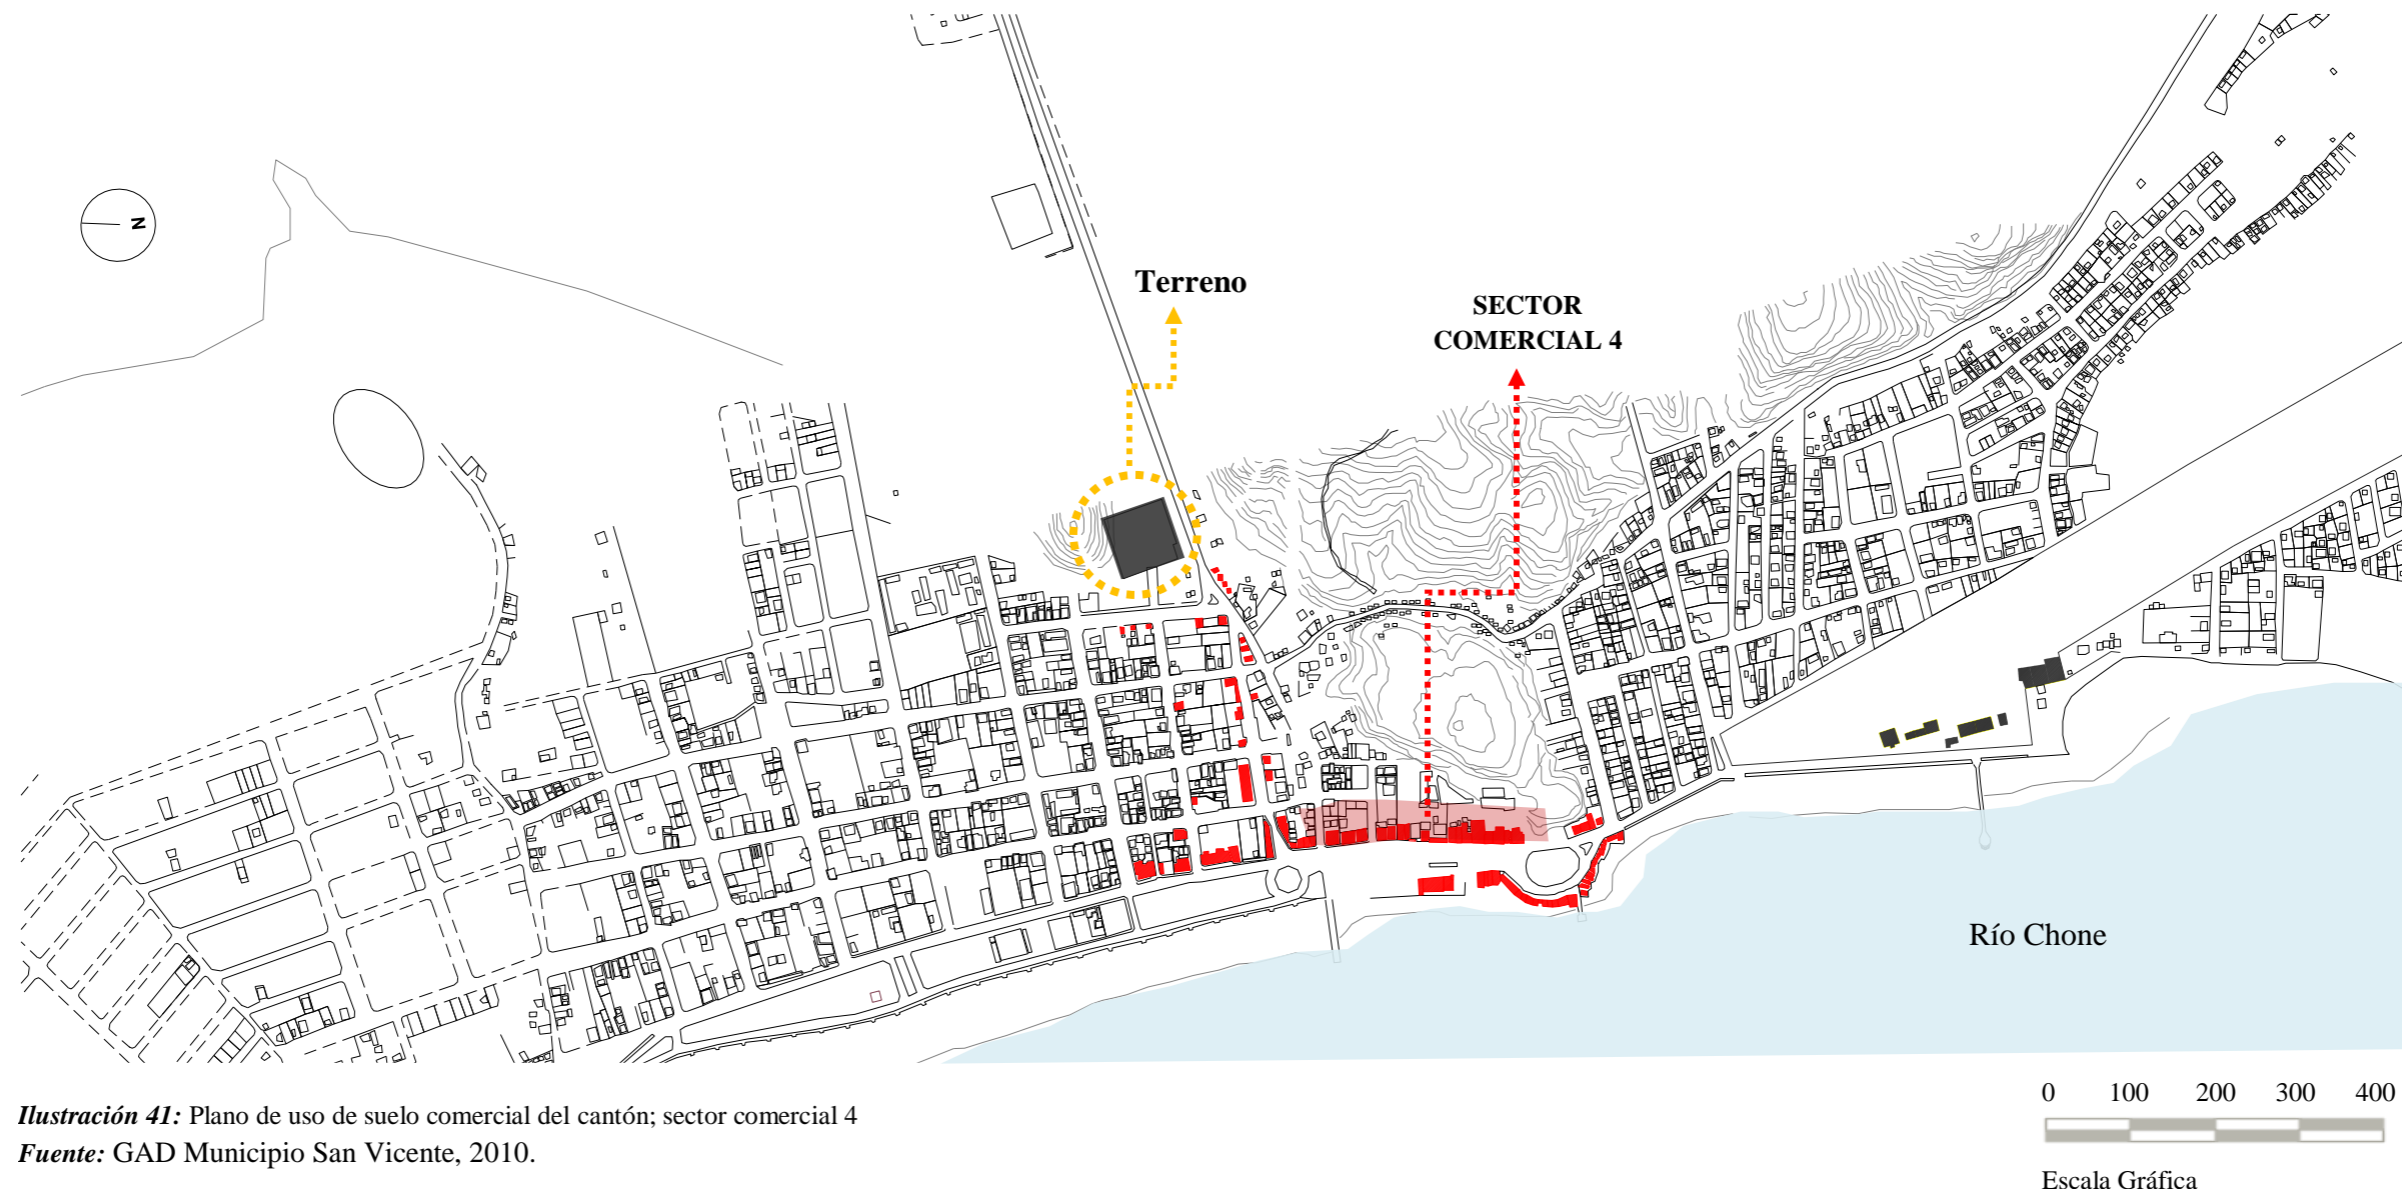 N
Terreno
SECTOR
COMERCIAL 4
Río Chone
0 100 200 300 400
Escala Gráfica
Ilustración 41: Plano de uso de suelo comercial del cantón; sector comercial 4
Fuente: GAD Municipio San Vicente, 2010.